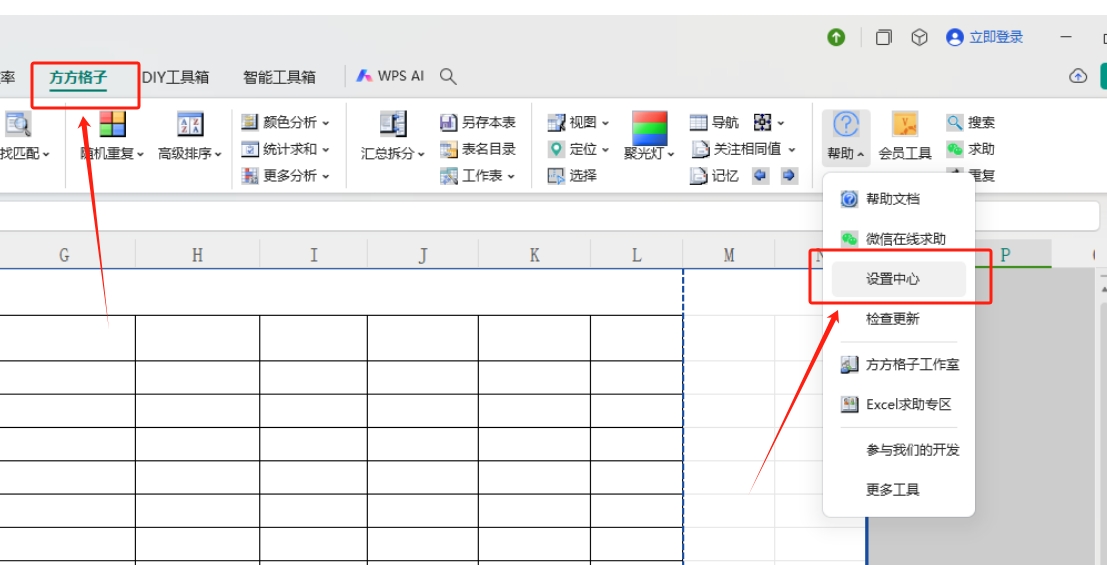 立即登录
率 方方格子 DIY工具箱 智能工具箱 WPS AI
颜色分析 另存本表 视图 导航 搜索
找匹配 随机重复 高级排序 统计求和 汇总拆分 表名目录 定位 聚光灯 关注相同值 帮助 会员工具 求助
更多分析 工作表 选择 记忆 重复
帮助文档
微信在线求助
G H I J K L M N P
设置中心
检查更新
方方格子工作室
Excel求助专区
参与我们的开发
更多工具